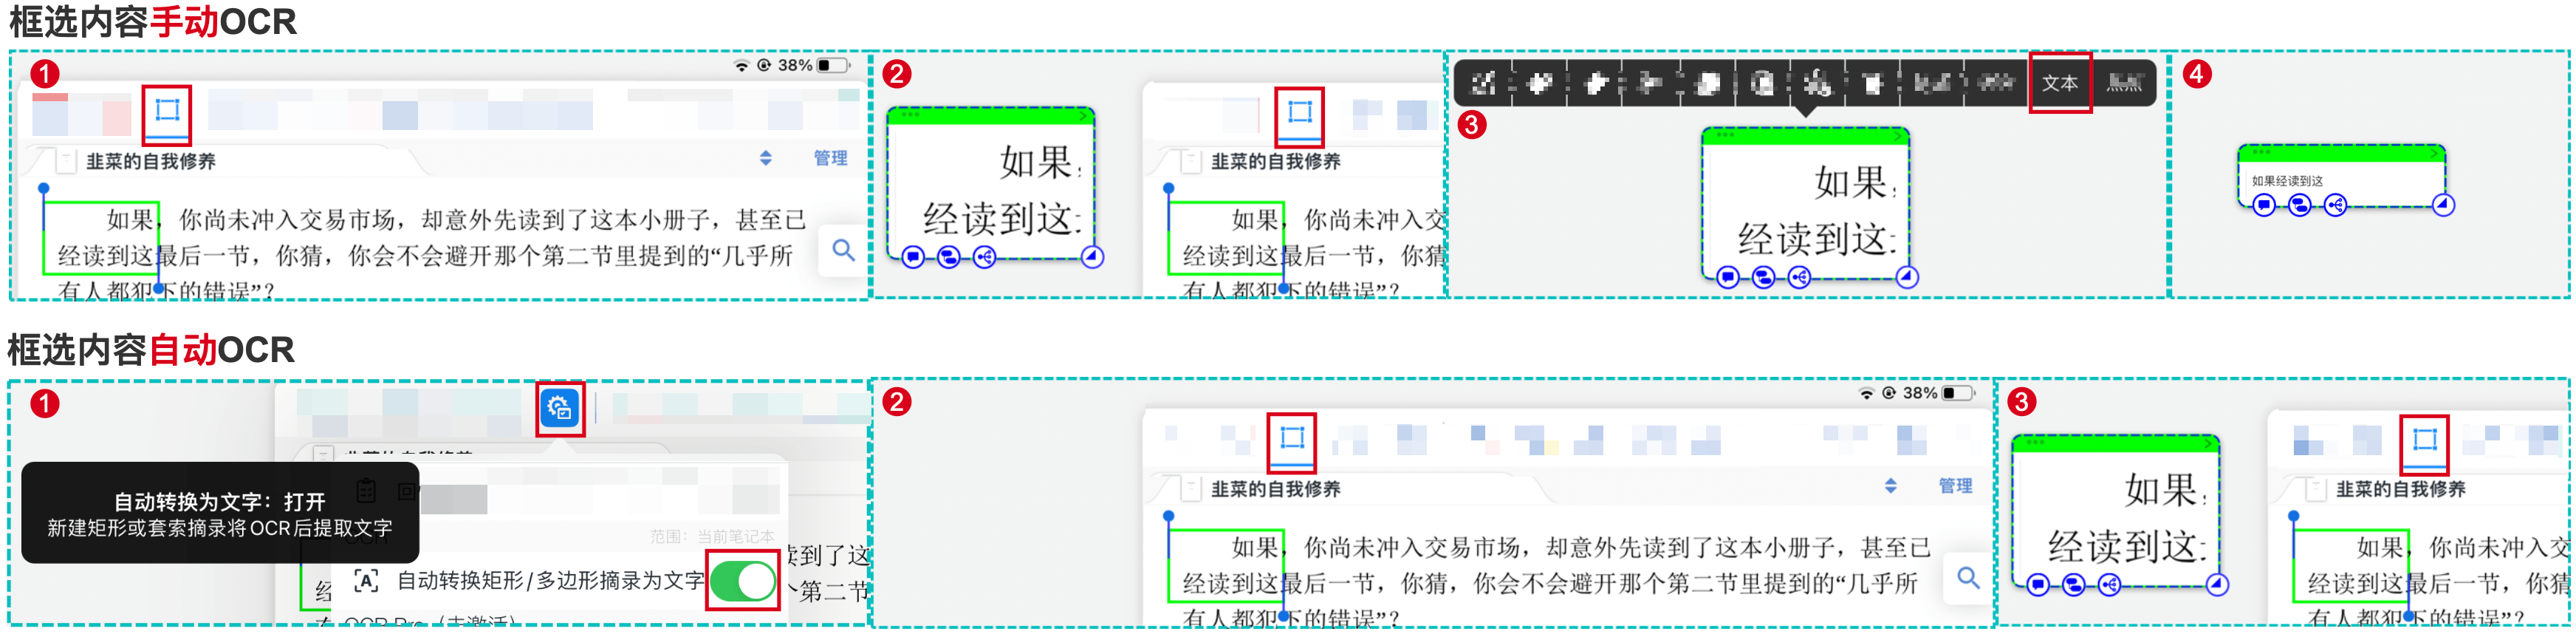 框选内容手动OCR
1
38%
韭菜的自我修养
管理
如果，你尚未冲入交易市场，却意外先读到了这本小册子，甚至已
经读到这最后一节，你猜，你会不会避开那个第二节里提到的“几乎所
有人都犯下的错误”？
2
如果
经读到这
韭菜的自我修养
如果，你尚未冲入交
经读到这最后一节，你猜
有人都犯下的错误”？
3
文本
如果
经读到这
4
如果经读到这
框选内容自动OCR
1
自动转换为文字：打开
新建矩形或套索摘录将OCR后提取文字
范围：当前笔记本
读到了这
自动转换矩形/多边形摘录为文字
第二节
经
OCR Pro（未激活）
2
38%
韭菜的自我修养
管理
如果，你尚未冲入交易市场，却意外先读到了这本小册子，甚至已
经读到这最后一节，你猜，你会不会避开那个第二节里提到的“几乎所
有人都犯下的错误”？
3
如果
经读到这
韭菜的自我修养
如果，你尚未冲入交
经读到这最后一节，你猜
有人都犯下的错误”？